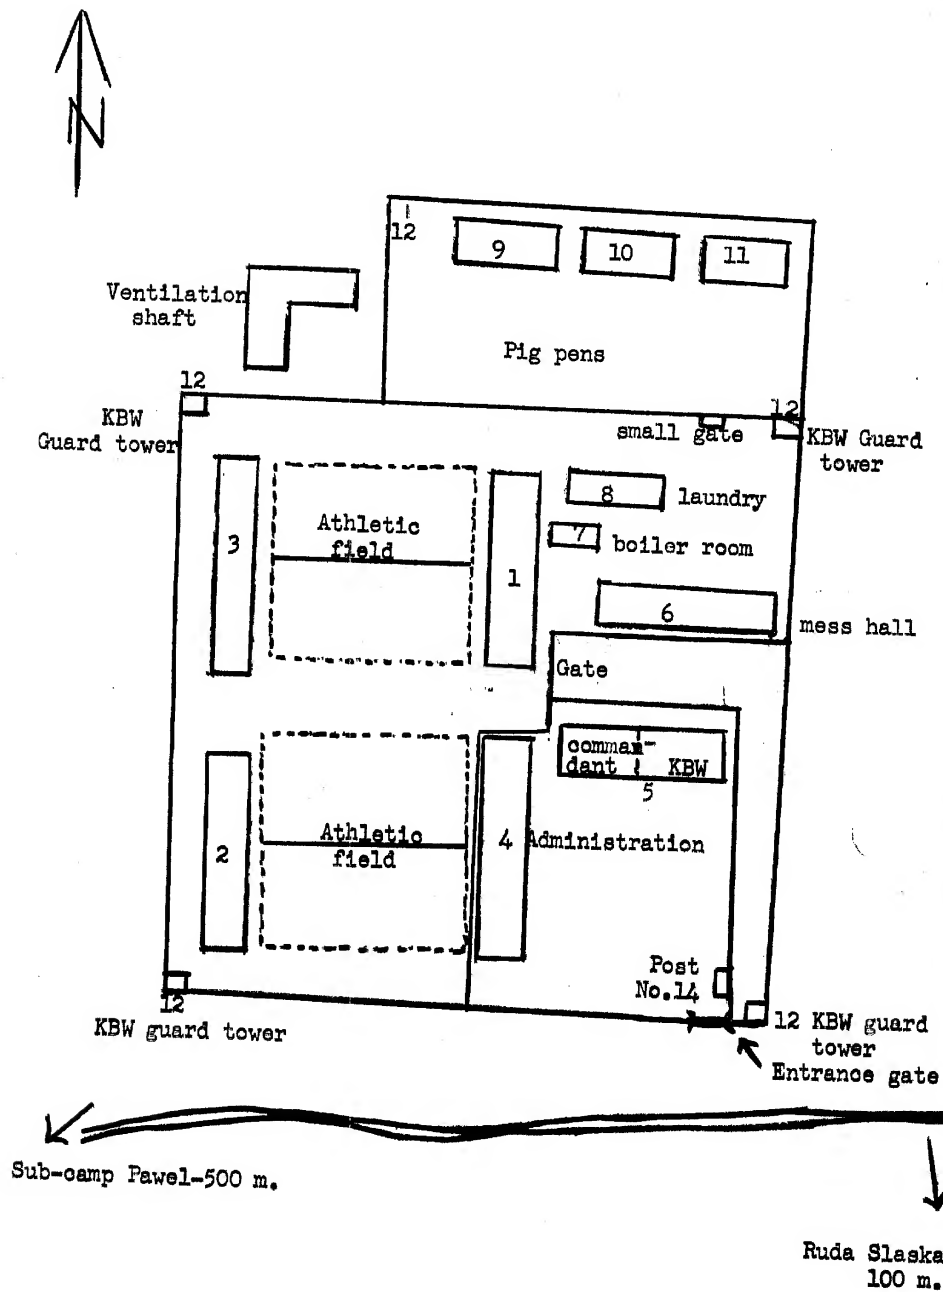 N
12
9
10
11
Ventilation
shaft
Pig pens
12
KBW
Guard tower
12
small gate
KBW Guard
tower
8
laundry
Athletic
field
3
7
boiler room
1
6
mess hall
Gate
comman-
dant
KBW
5
Athletic
field
2
4
Administration
Post
No.14
12
KBW guard tower
12 KBW guard
tower
Entrance gate
Sub-camp Pawel-500 m.
Ruda Slaska
100 m.